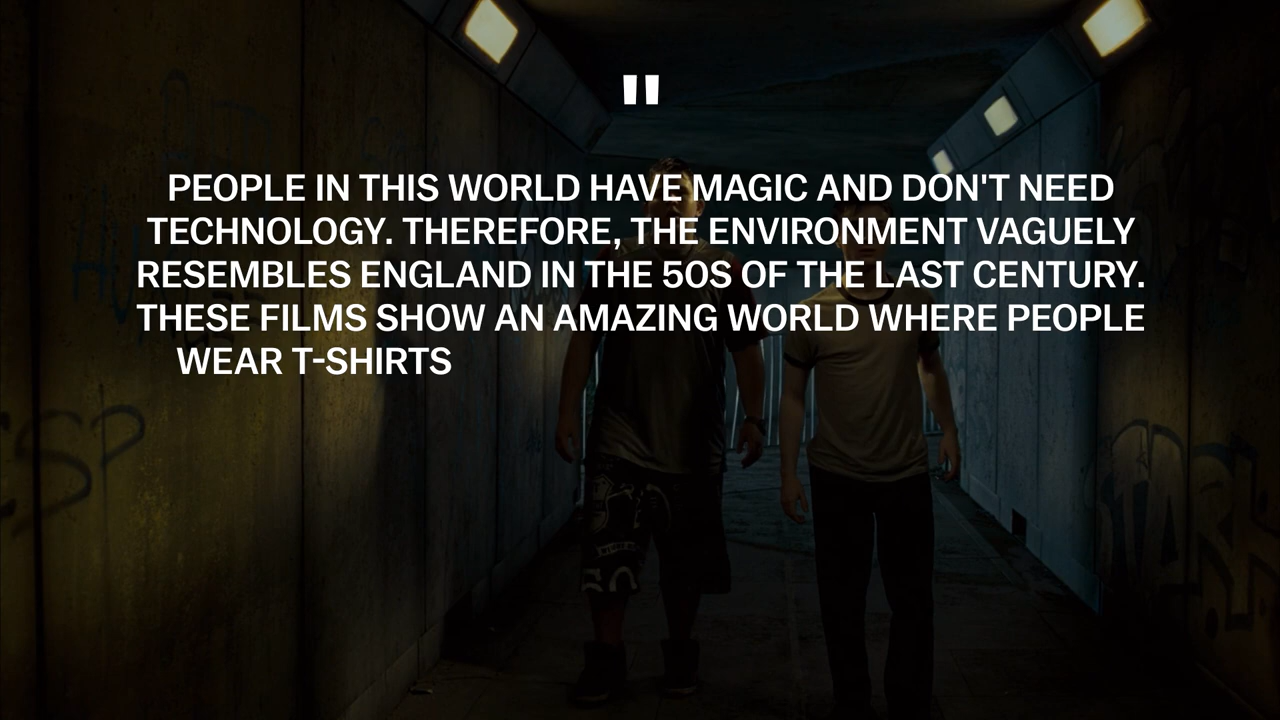 "
PEOPLE IN THIS WORLD HAVE MAGIC AND DON'T NEED
TECHNOLOGY. THEREFORE, THE ENVIRONMENT VAGUELY
RESEMBLES ENGLAND IN THE 50S OF THE LAST CENTURY.
THESE FILMS SHOW AN AMAZING WORLD WHERE PEOPLE
WEAR T-SHIRTS